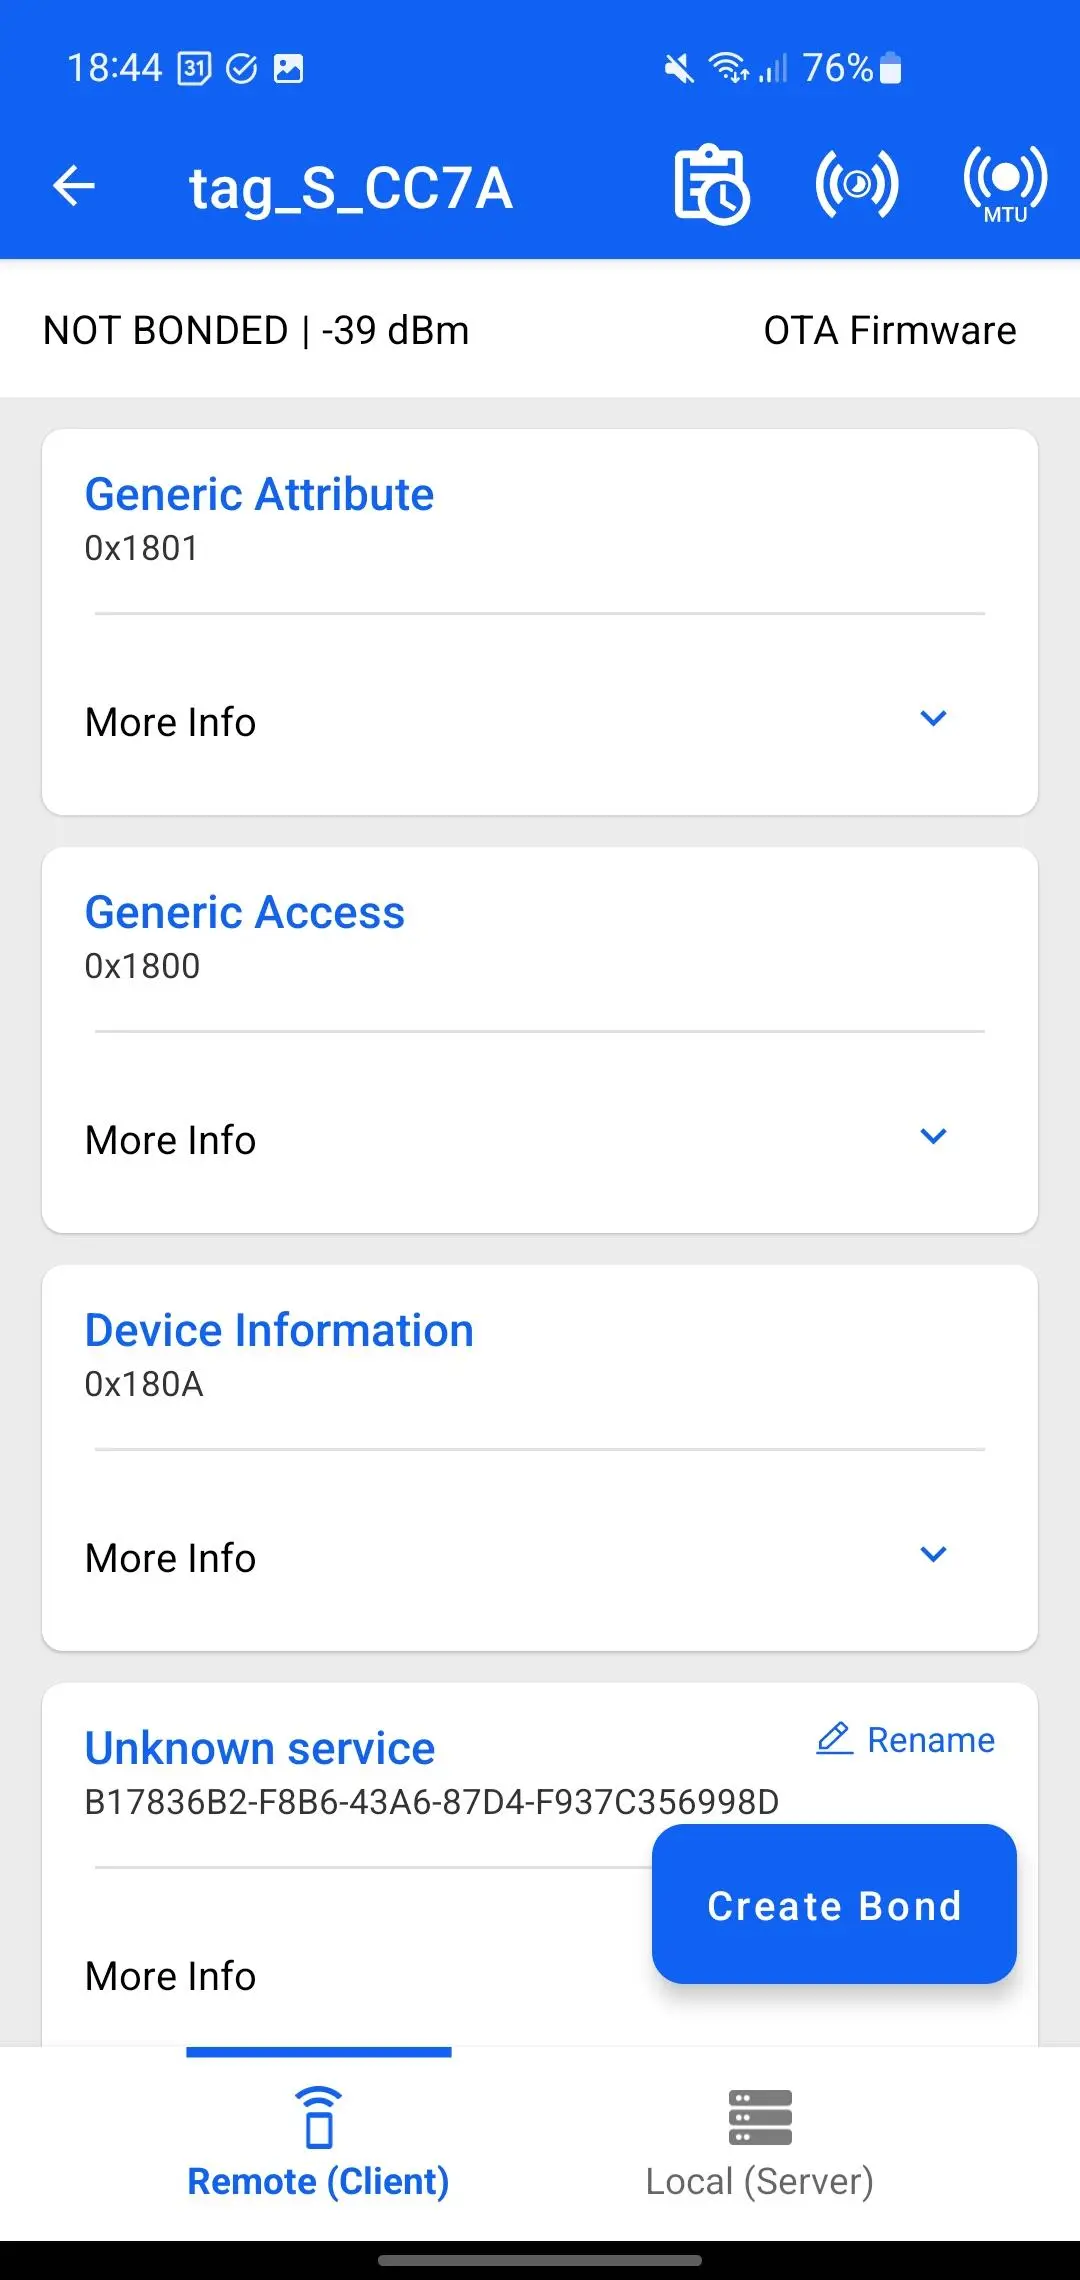 18:44 31 76%
tag_S_CC7A
MTU
NOT BONDED | -39 dBm
OTA Firmware
Generic Attribute
0x1801
More Info
Generic Access
0x1800
More Info
Device Information
0x180A
More Info
Unknown service
Rename
B17836B2-F8B6-43A6-87D4-F937C356998D
Create Bond
More Info
Remote (Client)
Local (Server)